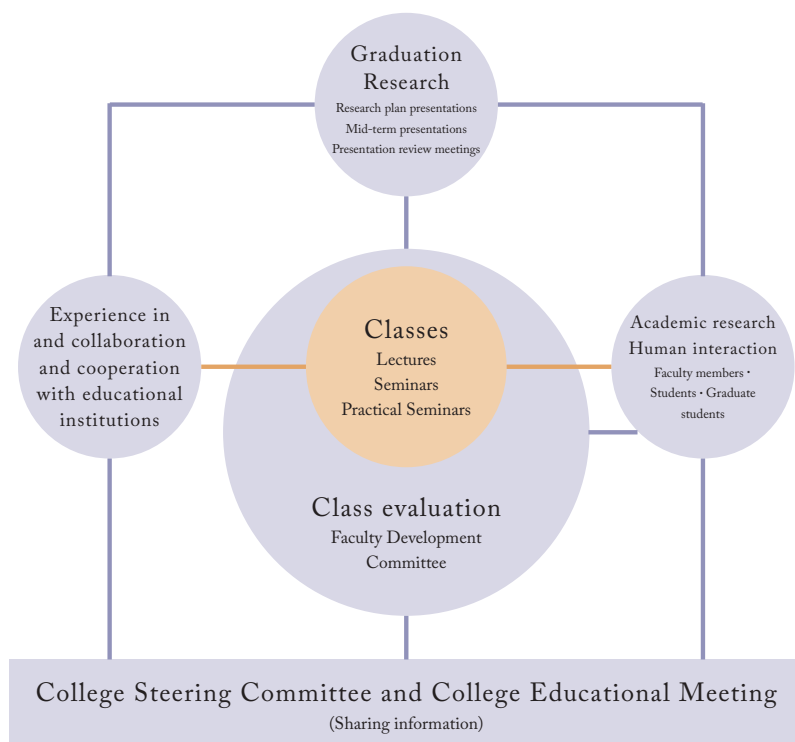 Graduation
Research
Research plan presentations
Mid-term presentations
Presentation review meetings
Experience in
and collaboration
and cooperation
with educational
institutions
Classes
Lectures
Seminars
Practical Seminars
Academic research
Human interaction
Faculty members・
Students・Graduate
students
Class evaluation
Faculty Development
Committee
College Steering Committee and College Educational Meeting
(Sharing information)